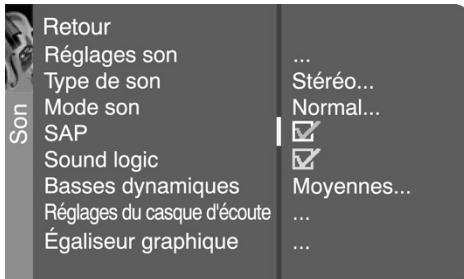 Son
Retour
Réglages son ...
Type de son Stéréo...
Mode son Normal...
SAP
Sound logic
Basses dynamiques Moyennes...
Réglages du casque d'écoute ...
Égaliseur graphique ...